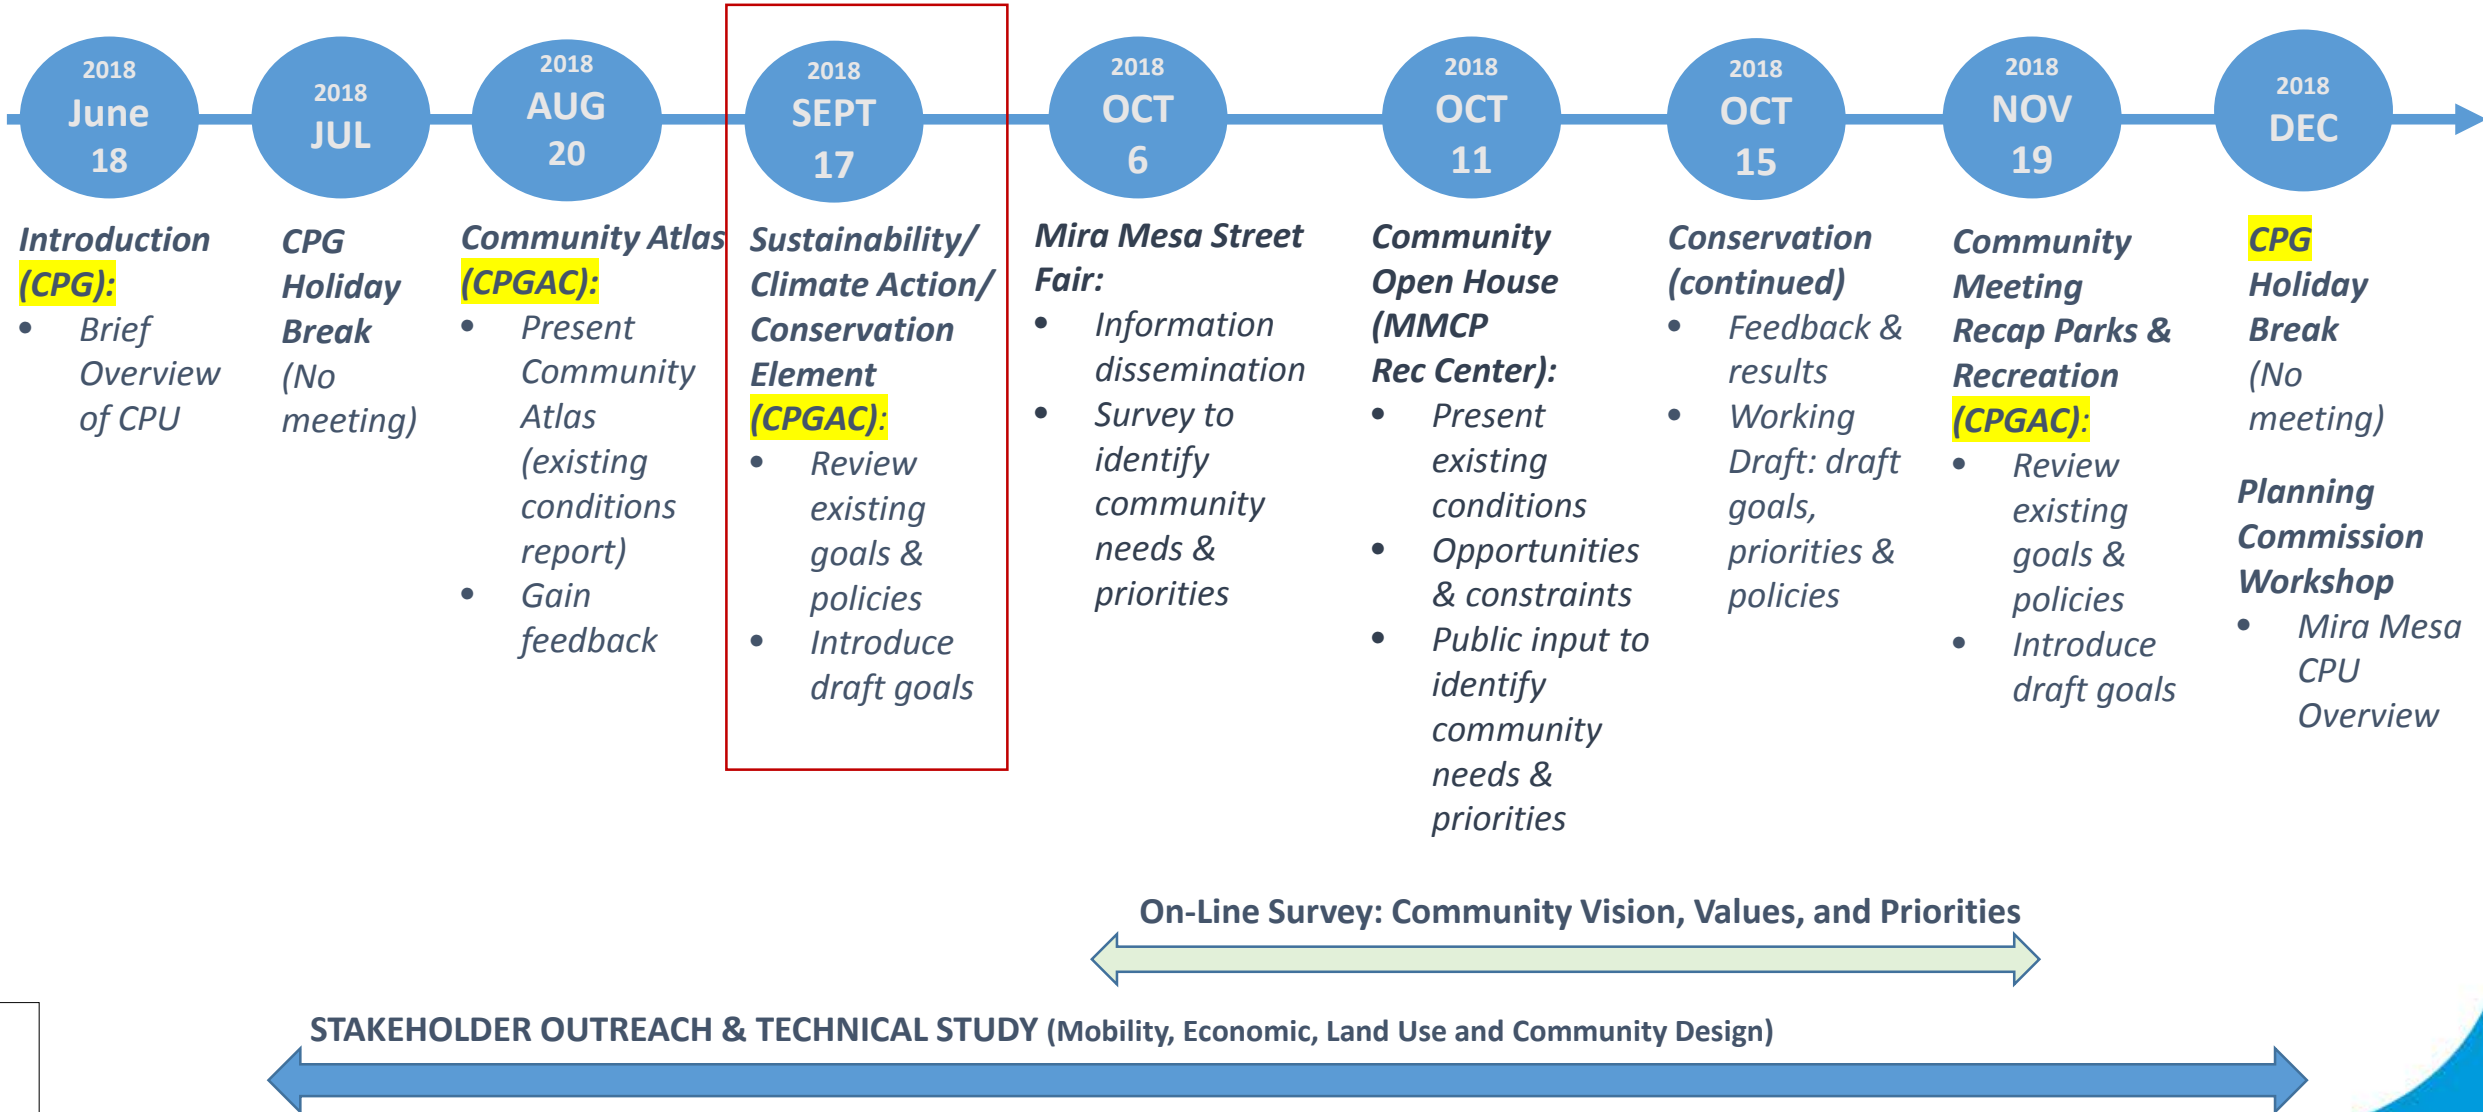 2018
June
18
2018
JUL
2018
AUG
20
2018
SEPT
17
2018
OCT
6
2018
OCT
11
2018
OCT
15
2018
NOV
19
2018
DEC
Introduction
(CPG):
• Brief
Overview
of CPU
CPG
Holiday
Break
(No
meeting)
Community Atlas
(CPGAC):
• Present
Community
Atlas
(existing
conditions
report)
• Gain
feedback
Sustainability/
Climate Action/
Conservation
Element
(CPGAC):
• Review
existing
goals &
policies
• Introduce
draft goals
Mira Mesa Street
Fair:
• Information
dissemination
• Survey to
identify
community
needs &
priorities
Community
Open House
(MMCP
Rec Center):
• Present
existing
conditions
• Opportunities
& constraints
• Public input to
identify
community
needs &
priorities
Conservation
(continued)
• Feedback &
results
• Working
Draft: draft
goals,
priorities &
policies
Community
Meeting
Recap Parks &
Recreation
(CPGAC):
• Review
existing
goals &
policies
• Introduce
draft goals
CPG
Holiday
Break
(No
meeting)
Planning
Commission
Workshop
• Mira Mesa
CPU
Overview
On-Line Survey: Community Vision, Values, and Priorities
STAKEHOLDER OUTREACH & TECHNICAL STUDY (Mobility, Economic, Land Use and Community Design)